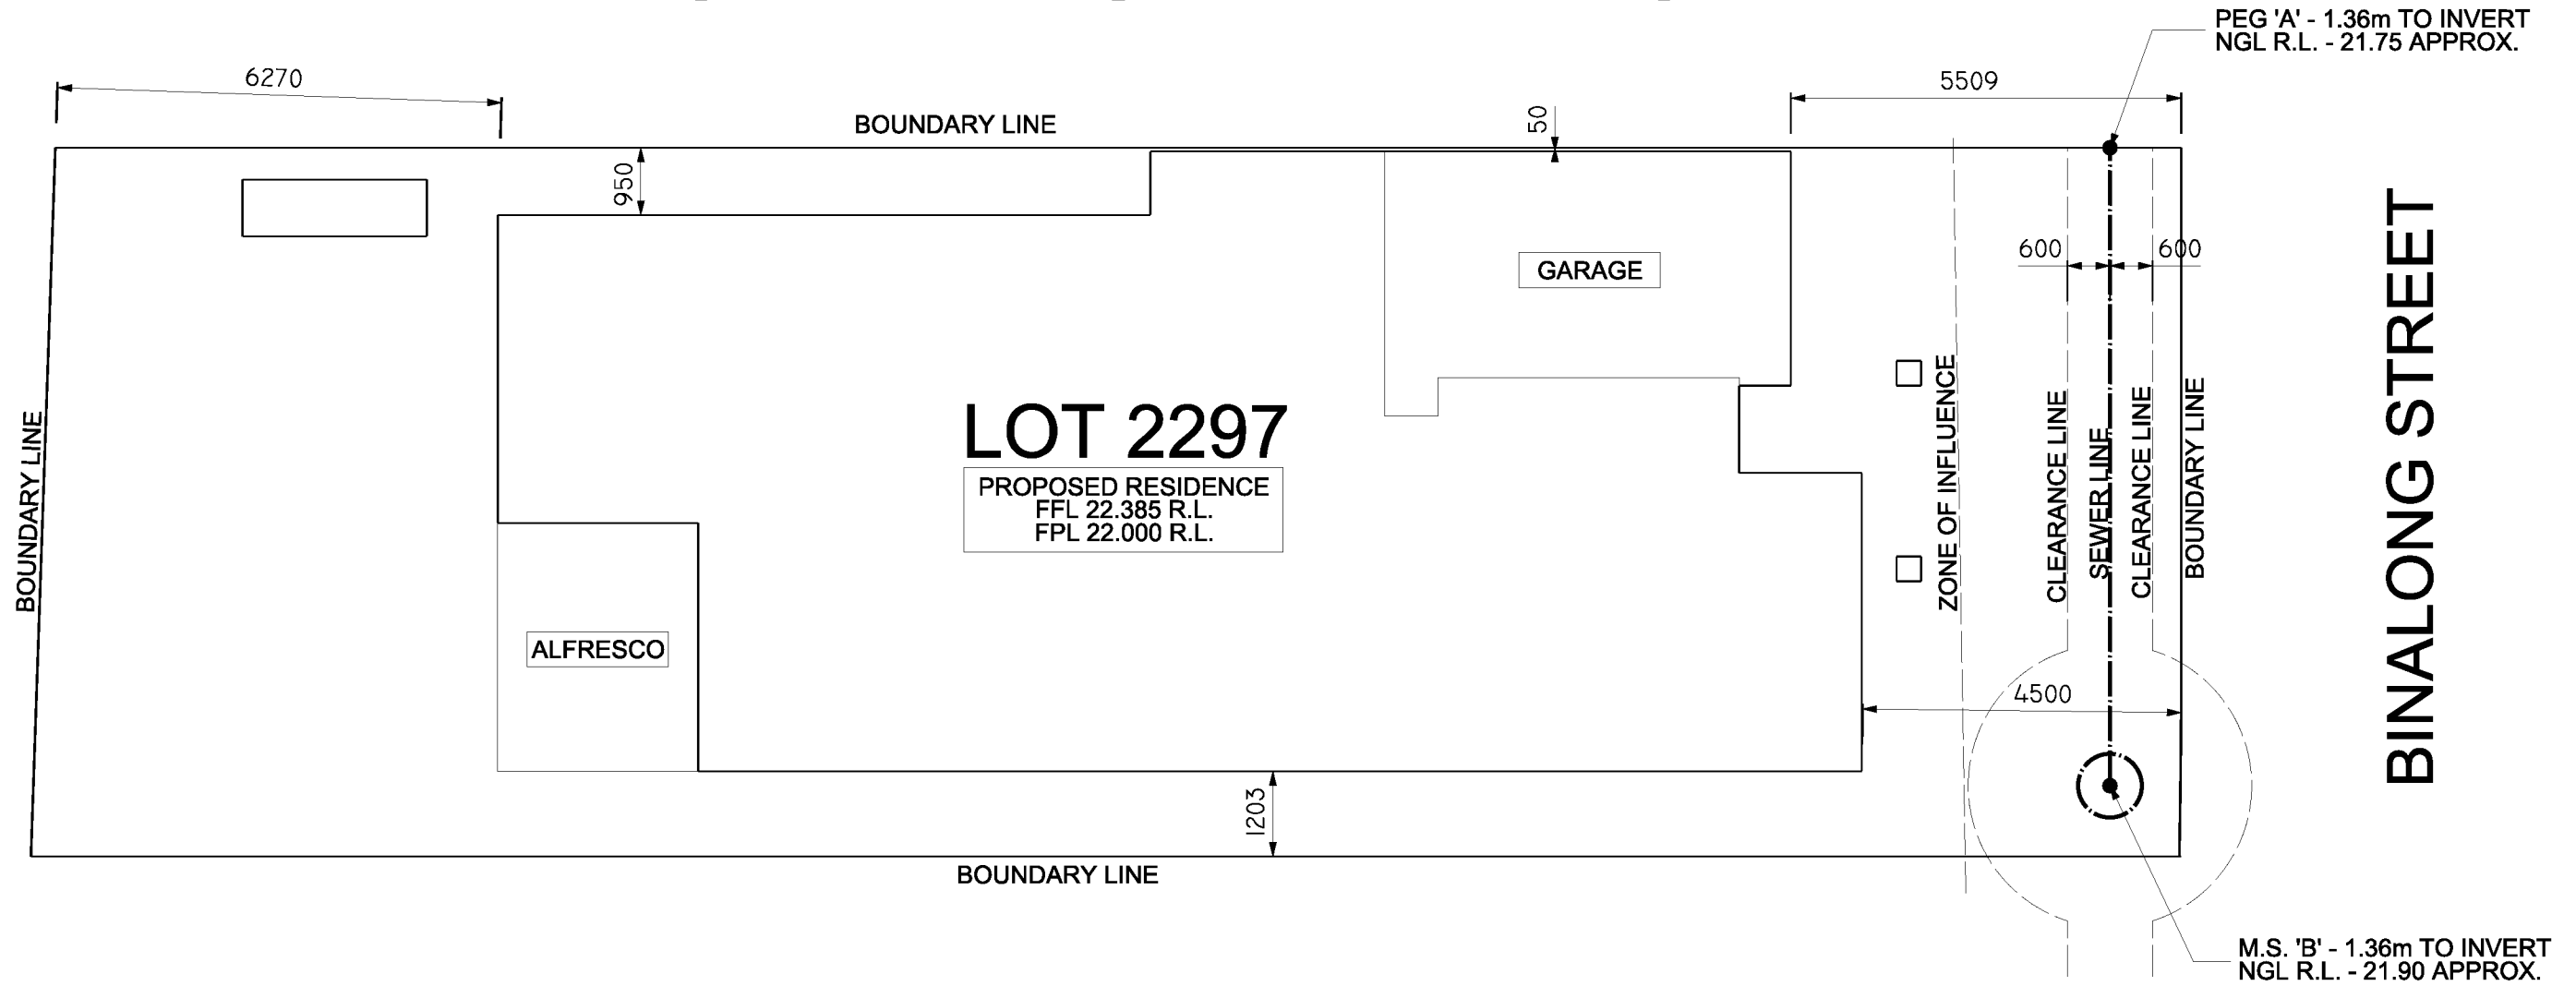 PEG 'A' - 1.36m TO INVERT
NGL R.L. - 21.75 APPROX.
6270
5509
BOUNDARY LINE
50
950
600
600
GARAGE
LOT 2297
PROPOSED RESIDENCE
FFL 22.385 R.L.
FPL 22.000 R.L.
BOUNDARY LINE
ZONE OF INFLUENCE
CLEARANCE LINE
SEWER LINE
CLEARANCE LINE
BOUNDARY LINE
BINALONG STREET
ALFRESCO
4500
1203
BOUNDARY LINE
M.S. 'B' - 1.36m TO INVERT
NGL R.L. - 21.90 APPROX.